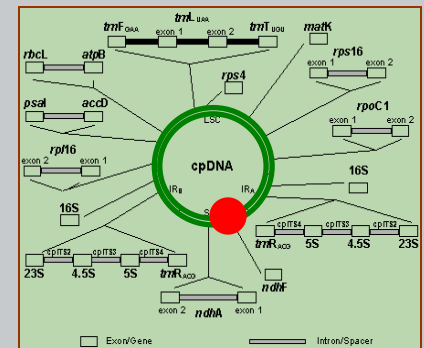 trnL UAA
trnF GAA exon 1 exon 2 trnT UGU
matK
rbcL atpB
rps16
exon 1 exon 2
rps4
psaI accD
LSC
rpoC1
exon 1 exon 2
rpl16
exon 2 exon 1
cpDNA
16S
IRB IRA
16S
cpITS4 cpITS3 cpITS2
trnR ACG 5S 4.5S 23S
cpITS2 cpITS3 cpITS4
23S 4.5S 5S trnR ACG
ndhF
exon 2 ndhA exon 1
Exon/Gene Intron/Spacer